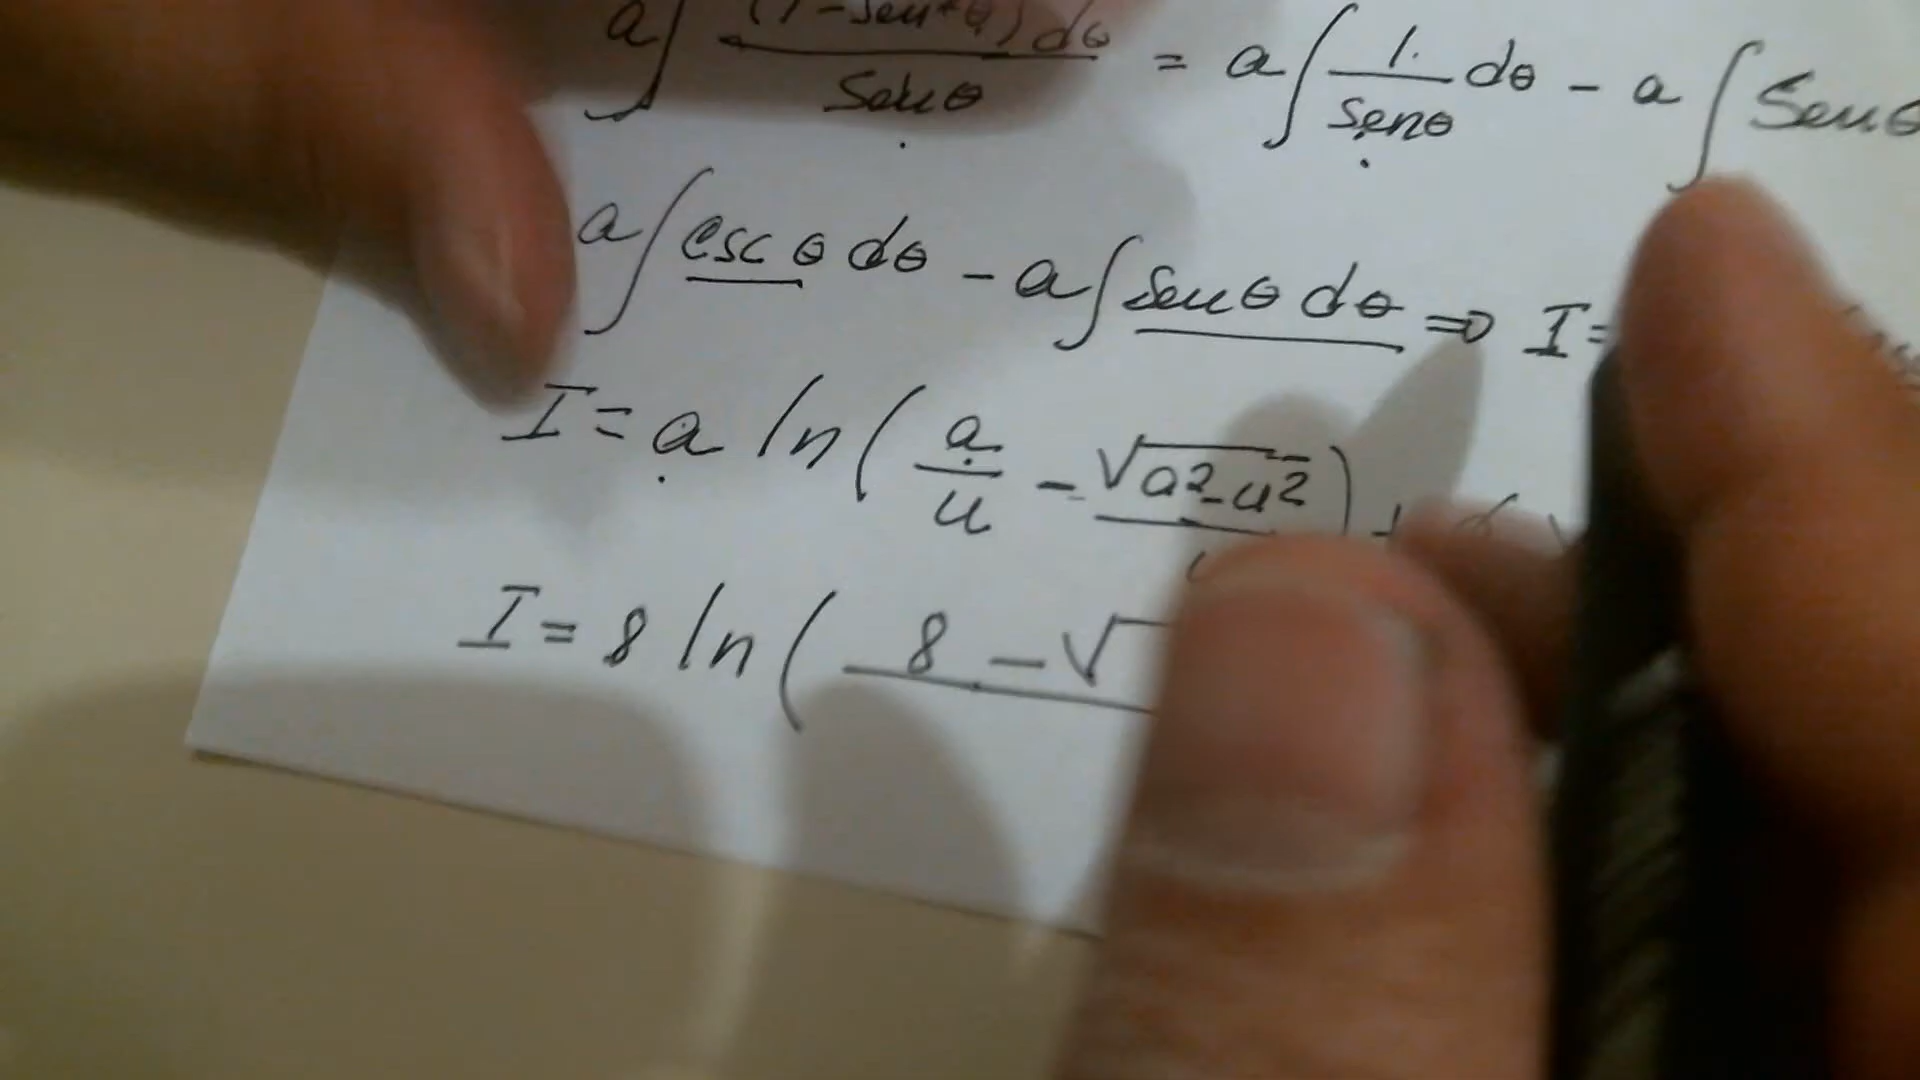 a∫ (1-sen²θ) dθ / senθ = a∫ 1/senθ dθ - a∫ senθ
a∫ csc θ dθ - a∫ senθ dθ ⇒ I=
I = a ln( a/u - √a²-u² / u ) +
I = 8 ln( 8 - √